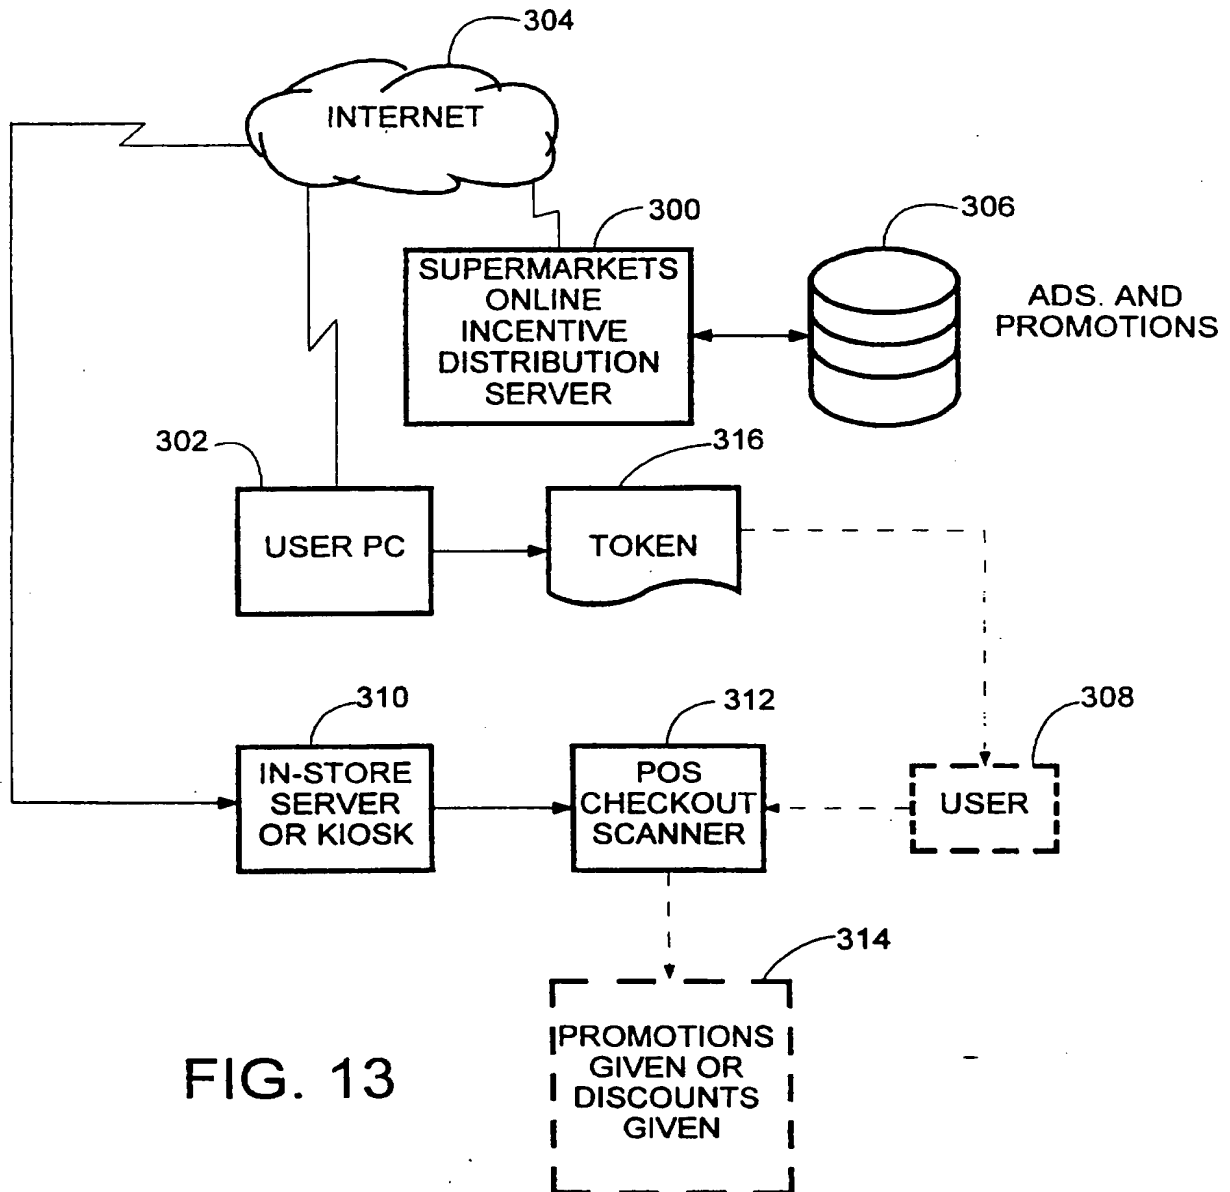 304
INTERNET
300
306
SUPERMARKETS
ONLINE
INCENTIVE
DISTRIBUTION
SERVER
ADS. AND
PROMOTIONS
302
316
USER PC
TOKEN
310
312
308
IN-STORE
SERVER
OR KIOSK
POS
CHECKOUT
SCANNER
USER
314
PROMOTIONS
GIVEN OR
DISCOUNTS
GIVEN
FIG. 13